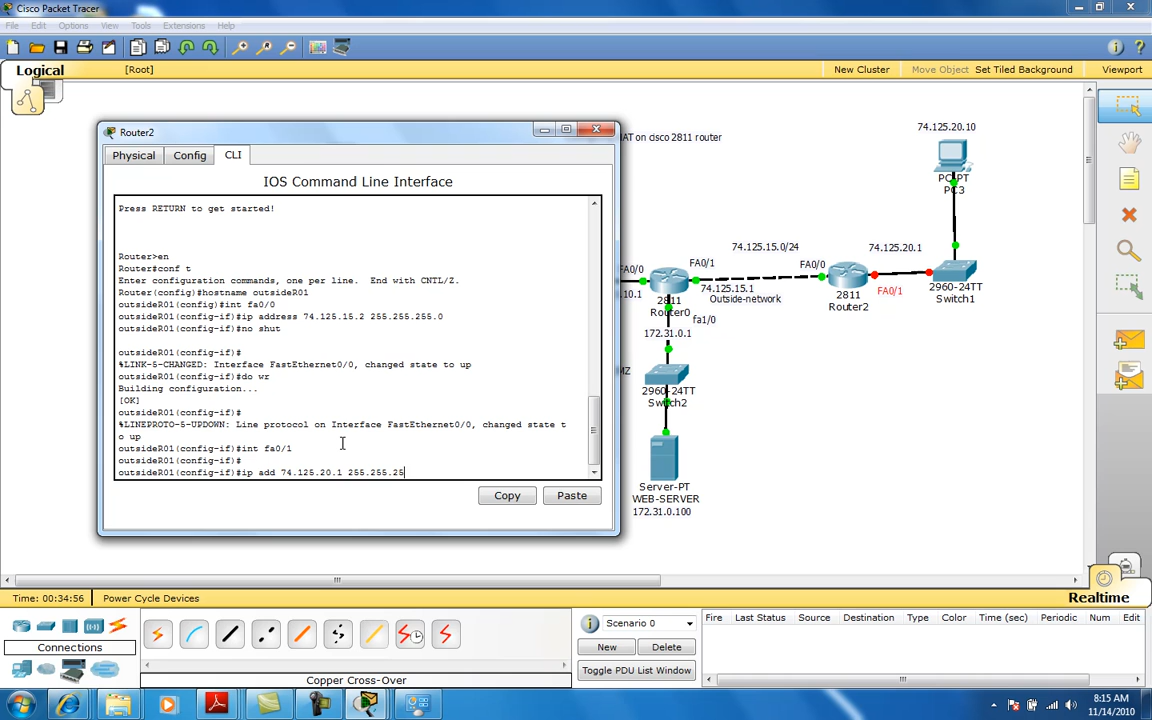 Cisco Packet Tracer
File Edit Options View Tools Extensions Help
Logical
[Root]
New Cluster
Move Object
Set Tiled Background
Viewport
Router2
Physical
Config
CLI
IOS Command Line Interface
Press RETURN to get started!
Router>en
Router#conf t
Enter configuration commands, one per line. End with CNTL/Z.
Router(config)#hostname outsideR01
outsideR01(config)#int fa0/0
outsideR01(config-if)#ip address 74.125.15.2 255.255.255.0
outsideR01(config-if)#no shut
outsideR01(config-if)#
%LINK-5-CHANGED: Interface FastEthernet0/0, changed state to up
outsideR01(config-if)#do wr
Building configuration...
[OK]
outsideR01(config-if)#
%LINEPROTO-5-UPDOWN: Line protocol on Interface FastEthernet0/0, changed state t
o up
outsideR01(config-if)#int fa0/1
outsideR01(config-if)#
outsideR01(config-if)#ip add 74.125.20.1 255.255.25
Copy
Paste
NAT on cisco 2811 router
74.125.20.10
PC-PT
PC3
74.125.15.0/24
74.125.20.1
FA0/0
FA0/1
FA0/0
.10.1
2811
Router0
74.125.15.1
Outside-network
2811
Router2
FA0/1
2960-24TT
Switch1
fa1/0
172.31.0.1
MZ
2960-24TT
Switch2
Server-PT
WEB-SERVER
172.31.0.100
Time: 00:34:56
Power Cycle Devices
Realtime
Connections
Copper Cross-Over
Scenario 0
New
Delete
Toggle PDU List Window
Fire Last Status Source Destination Type Color Time (sec) Periodic Num Edit
8:15 AM
11/14/2010